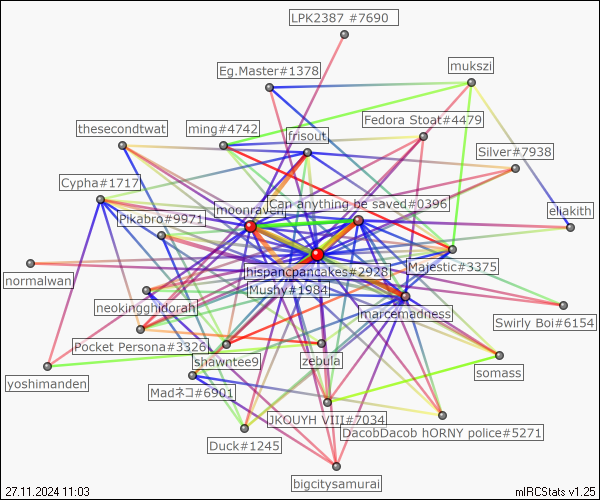 LPK2387 #7690
mukszi
Eg.Master#1378
Fedora Stoat#4479
thesecondtwat
ming#4742
frisout
Silver#7938
Cypha#1717
Can anything be saved#0396
moonraven
Pikabro#9971
eliakith
hispancpancakes#2928
Majestic#3375
normalwan
Mushy#1984
neokingghidorah
marcemadness
Swirly Boi#6154
Pocket Persona#3326
shawntee9
zebula
somass
yoshimanden
Madネコ#6901
JKOUYH VIII#7034
DacobDacob hORNY police#5271
Duck#1245
bigcitysamurai
27.11.2024 11:03
mIRCStats v1.25